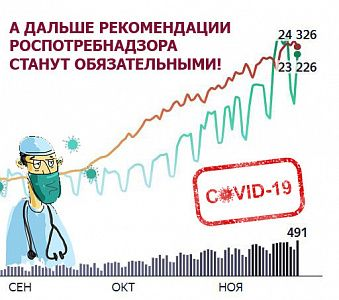 А ДАЛЬШЕ РЕКОМЕНДАЦИИ
РОСПОТРЕБНАДЗОРА
СТАНУТ ОБЯЗАТЕЛЬНЫМИ!
24 326
23 226
COVID-19
491
СЕН ОКТ НОЯ